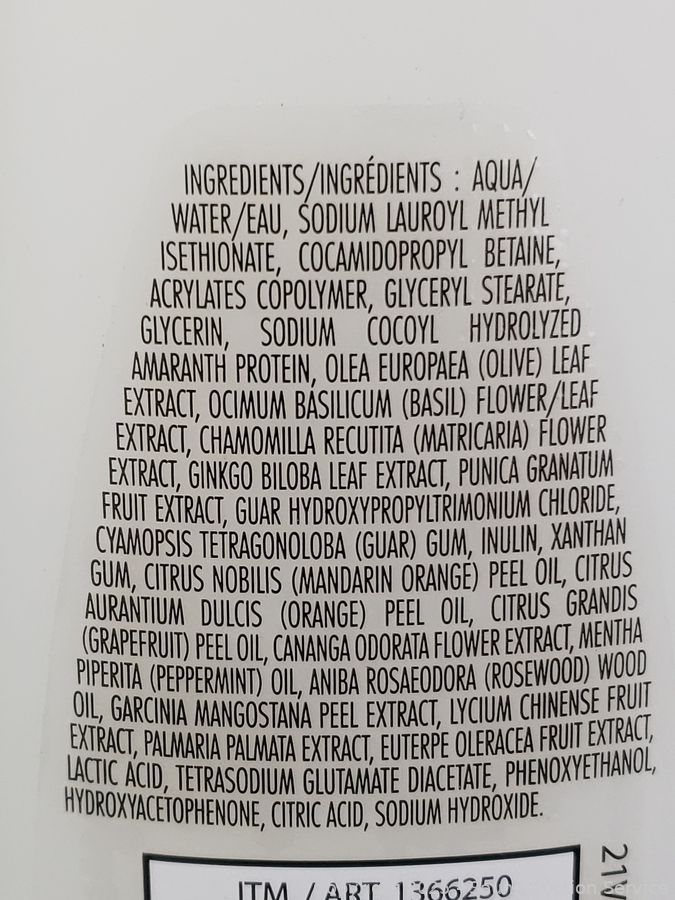 INGREDIENTS/INGRÉDIENTS : AQUA/
WATER/EAU, SODIUM LAUROYL METHYL
ISETHIONATE, COCAMIDOPROPYL BETAINE,
ACRYLATES COPOLYMER, GLYCERYL STEARATE,
GLYCERIN, SODIUM COCOYL HYDROLYZED
AMARANTH PROTEIN, OLEA EUROPAEA (OLIVE) LEAF
EXTRACT, OCIMUM BASILICUM (BASIL) FLOWER/LEAF
EXTRACT, CHAMOMILLA RECUTITA (MATRICARIA) FLOWER
EXTRACT, GINKGO BILOBA LEAF EXTRACT, PUNICA GRANATUM
FRUIT EXTRACT, GUAR HYDROXYPROPYLTRIMONIUM CHLORIDE,
CYAMOPSIS TETRAGONOLOBA (GUAR) GUM, INULIN, XANTHAN
GUM, CITRUS NOBILIS (MANDARIN ORANGE) PEEL OIL, CITRUS
AURANTIUM DULCIS (ORANGE) PEEL OIL, CITRUS GRANDIS
(GRAPEFRUIT) PEEL OIL, CANANGA ODORATA FLOWER EXTRACT, MENTHA
PIPERITA (PEPPERMINT) OIL, ANIBA ROSAEODORA (ROSEWOOD) WOOD
OIL, GARCINIA MANGOSTANA PEEL EXTRACT, LYCIUM CHINENSE FRUIT
EXTRACT, PALMARIA PALMATA EXTRACT, EUTERPE OLERACEA FRUIT EXTRACT,
LACTIC ACID, TETRASODIUM GLUTAMATE DIACETATE, PHENOXYETHANOL,
HYDROXYACETOPHENONE, CITRIC ACID, SODIUM HYDROXIDE.
ITM. / ART. 1366250